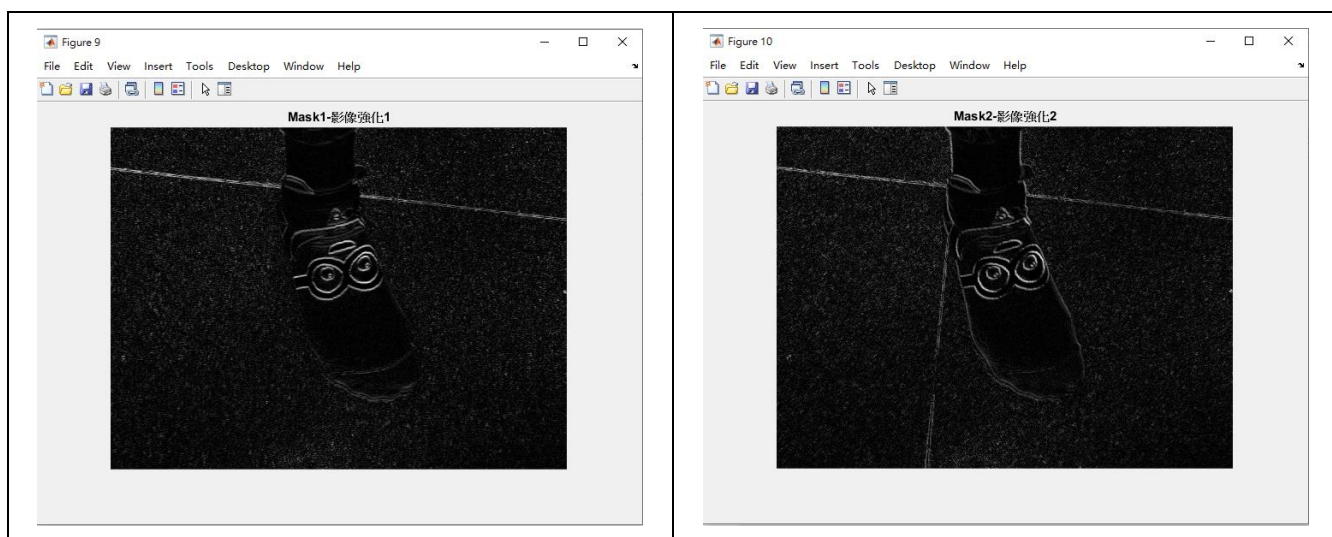 Figure 9
File Edit View Insert Tools Desktop Window Help
Mask1-影像強化1
Figure 10
File Edit View Insert Tools Desktop Window Help
Mask2-影像強化2